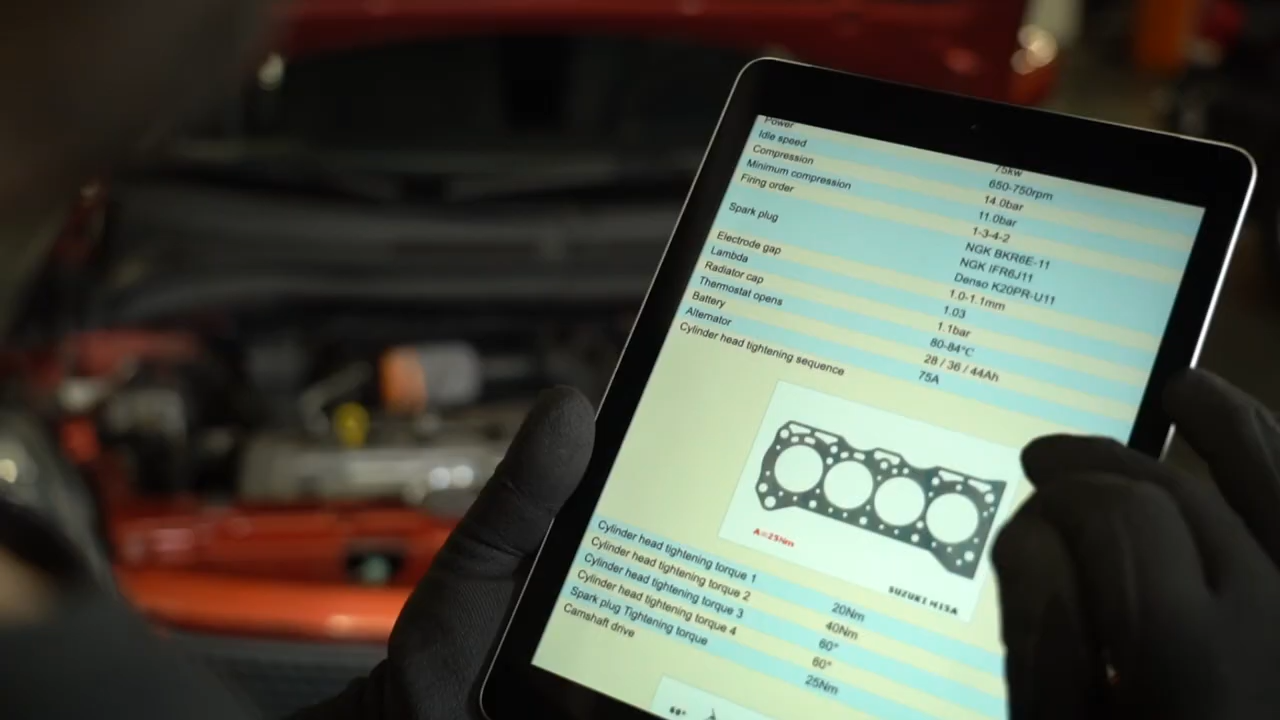 Power 75kw
Idle speed 650-750rpm
Compression 14.0bar
Minimum compression 11.0bar
Firing order 1-3-4-2
Spark plug NGK BKR6E-11
NGK IFR6J11
Denso K20PR-U11
Electrode gap 1.0-1.1mm
Lambda 1.03
Radiator cap 1.1bar
Thermostat opens 80-84°C
Battery 28 / 36 / 44Ah
Alternator 75A
Cylinder head tightening sequence
A=25Nm
SUZUKI M15A
Cylinder head tightening torque 1 20Nm
Cylinder head tightening torque 2 40Nm
Cylinder head tightening torque 3 60°
Cylinder head tightening torque 4 60°
Spark plug Tightening torque 25Nm
Camshaft drive
60°